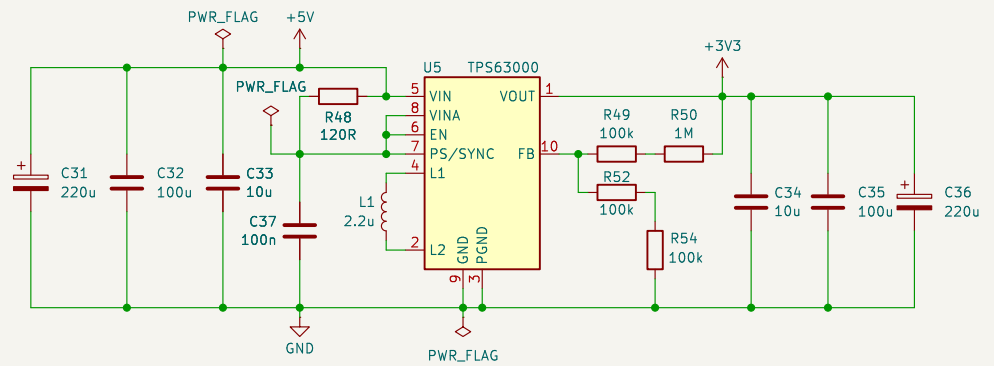 PWR_FLAG
+5V
+3V3
PWR_FLAG
U5 TPS63000
5 VIN
VOUT 1
8 VINA
6 EN
7 PS/SYNC
FB 10
4 L1
2 L2
GND
PGND
9
3
R48
120R
R49
100k
R50
1M
R52
100k
R54
100k
C31
220u
C32
100u
C33
10u
C37
100n
L1
2.2u
C34
10u
C35
100u
C36
220u
+
+
GND
PWR_FLAG